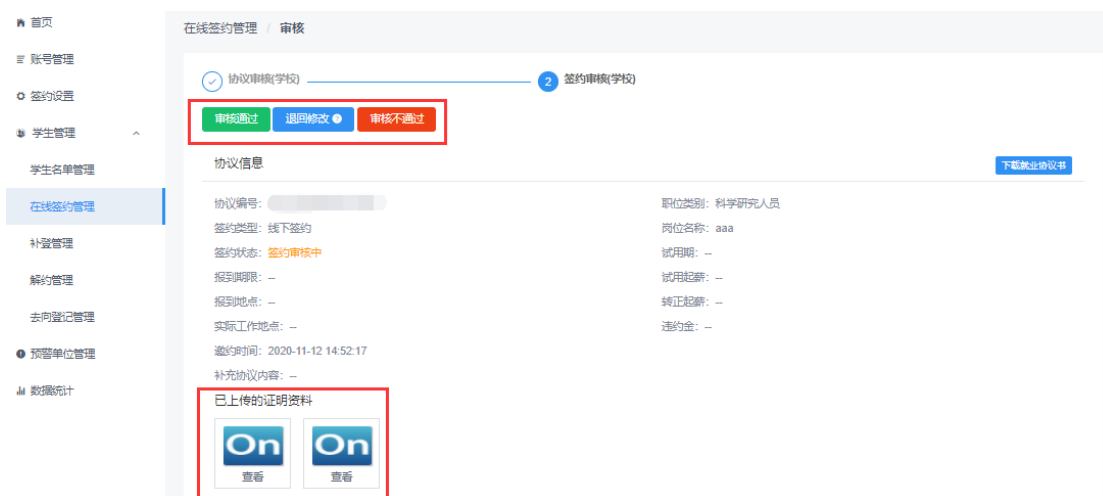 首页
账号管理
签约设置
学生管理
学生名单管理
在线签约管理
补登管理
解约管理
去向登记管理
预警单位管理
数据统计
在线签约管理 / 审核
协议审核(学校)
2 签约审核(学校)
审核通过 退回修改 ? 审核不通过
协议信息
下载就业协议书
协议编号:
签约类型: 线下签约
签约状态: 签约审核中
报到期限: --
报到地点: --
实际工作地点: --
邀约时间: 2020-11-12 14:52:17
补充协议内容: --
职位类别: 科学研究人员
岗位名称: aaa
试用期: --
试用起薪: --
转正起薪: --
违约金: --
已上传的证明资料
On On
查看 查看